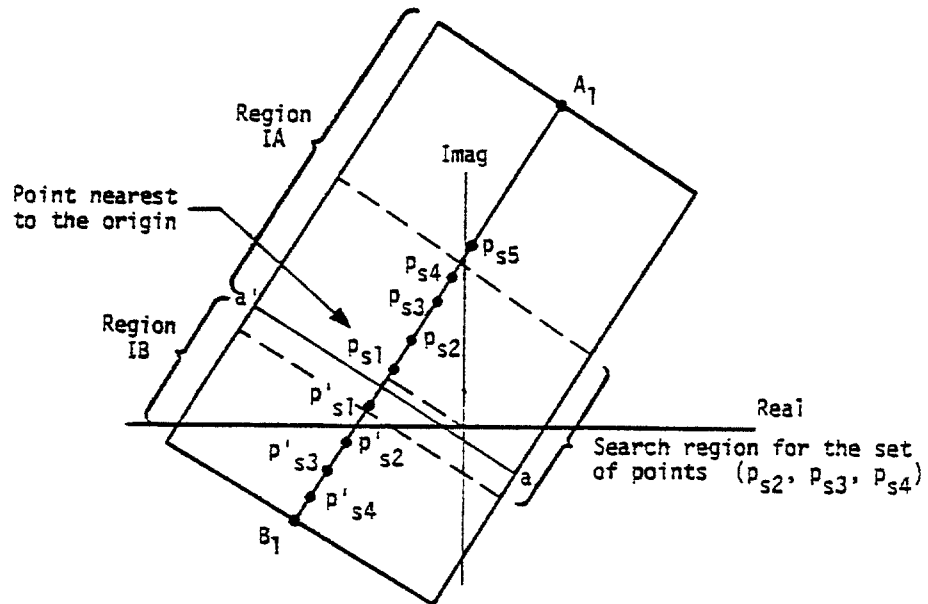 A1
Region
IA
Imag
Point nearest
to the origin
ps5
ps4
a'
ps3
Region
IB
ps2
ps1
p's1
Real
p's2
Search region for the set
of points (ps2, ps3, ps4)
p's3
a
p's4
B1